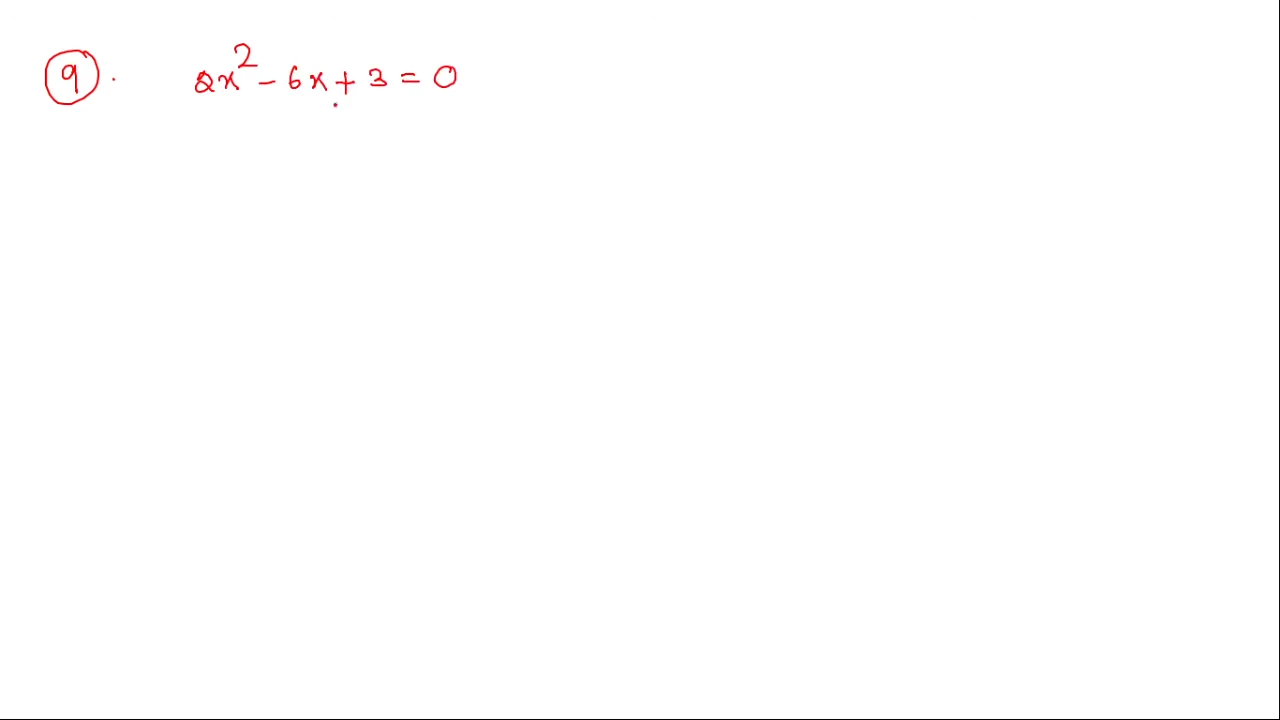 9. 2x² - 6x + 3 = 0